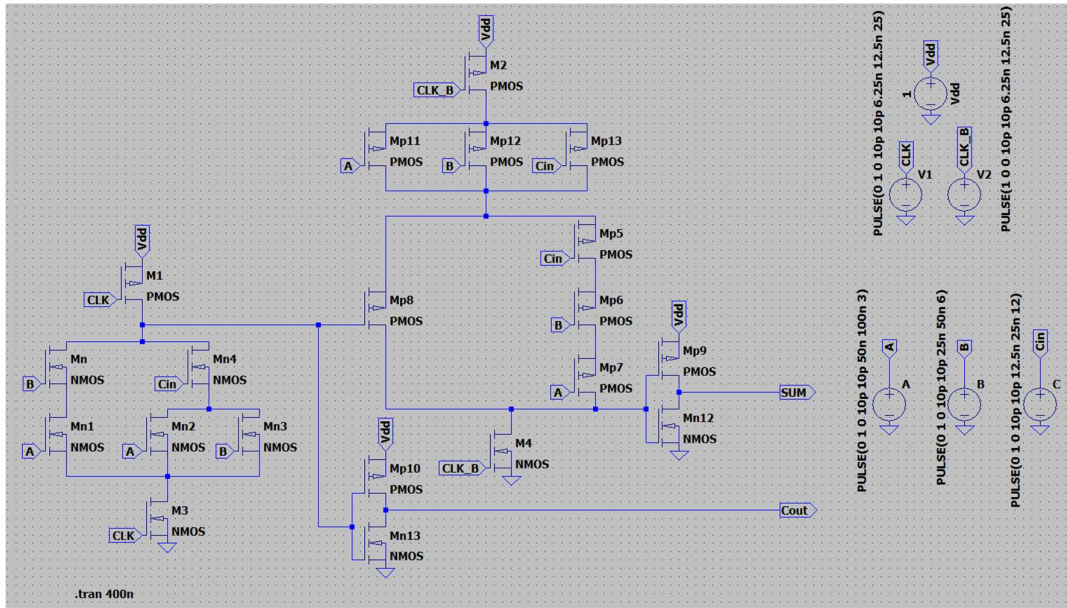 Vdd
M2
CLK_B
PMOS
Mp11
Mp12
Mp13
A
PMOS
B
PMOS
Cin
PMOS
Mp5
Cin
PMOS
Vdd
M1
CLK
PMOS
Mp8
PMOS
Mp6
B
PMOS
Vdd
Mp9
PMOS
Mn
B
NMOS
Mn4
Cin
NMOS
Mp7
A
PMOS
SUM
Mn12
NMOS
Mn1
A
NMOS
Mn2
A
NMOS
Mn3
B
NMOS
Vdd
M4
CLK_B
NMOS
Mp10
PMOS
M3
CLK
NMOS
Cout
Mn13
NMOS
.tran 400n
PULSE(0 1 0 10p 10p 6.25n 12.5n 25)
Vdd
1
Vdd
CLK
V1
CLK_B
V2
PULSE(1 0 0 10p 10p 6.25n 12.5n 25)
PULSE(0 1 0 10p 10p 50n 100n 3)
A
A
PULSE(0 1 0 10p 10p 25n 50n 6)
B
B
PULSE(0 1 0 10p 10p 12.5n 25n 12)
Cin
C